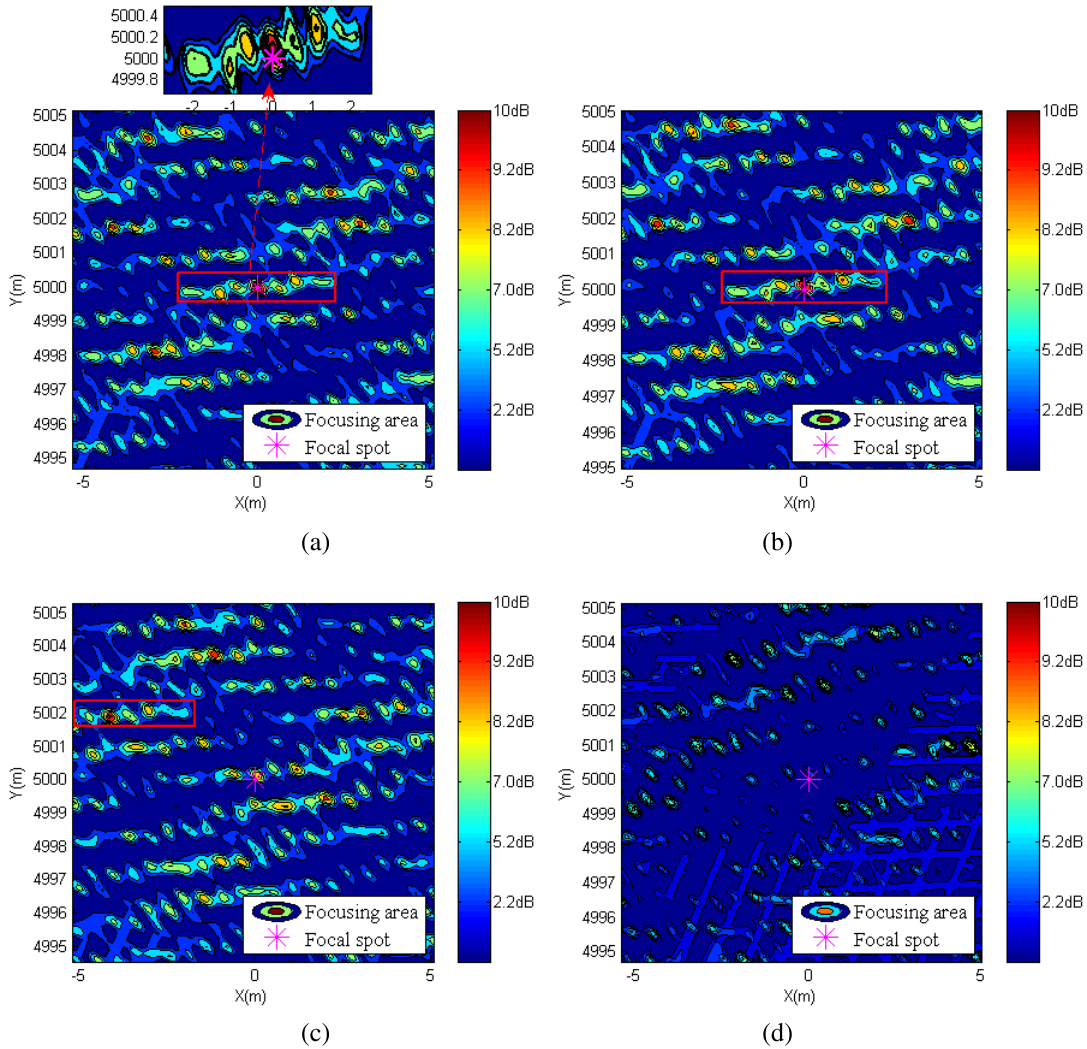 5000.4
5000.2
5000
4999.8
-2 -1 0 1 2
5005
5004
5003
5002
5001
5000
4999
4998
4997
4996
4995
Y(m)
-5 0 5
X(m)
10dB
9.2dB
8.2dB
7.0dB
5.2dB
2.2dB
Focusing area
Focal spot
(a)
5005
5004
5003
5002
5001
5000
4999
4998
4997
4996
4995
Y(m)
-5 0 5
X(m)
10dB
9.2dB
8.2dB
7.0dB
5.2dB
2.2dB
Focusing area
Focal spot
(b)
5005
5004
5003
5002
5001
5000
4999
4998
4997
4996
4995
Y(m)
-5 0 5
X(m)
10dB
9.2dB
8.2dB
7.0dB
5.2dB
2.2dB
Focusing area
Focal spot
(c)
5005
5004
5003
5002
5001
5000
4999
4998
4997
4996
4995
Y(m)
-5 0 5
X(m)
10dB
9.2dB
8.2dB
7.0dB
5.2dB
2.2dB
Focusing area
Focal spot
(d)